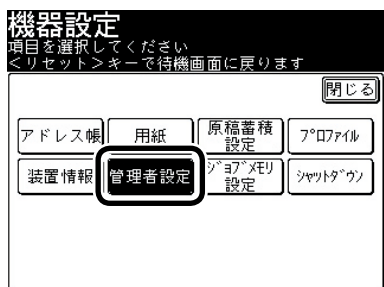 機器設定
項目を選択してください
<リセット>キーで待機画面に戻ります
閉じる
アドレス帳 用紙 原稿蓄積設定 プロファイル
装置情報 管理者設定 ジョブメモリ設定 シャットダウン